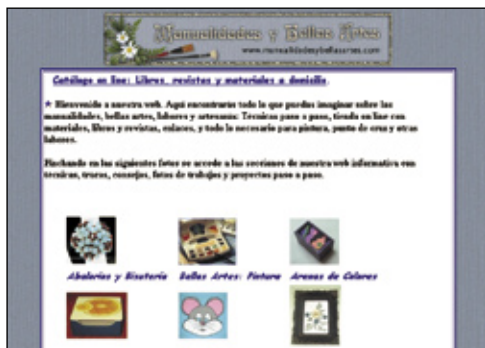 Manualidades y Bellas Artes
www.manualidadesybellasartes.com
Catálogo on line: Libros, revistas y materiales a domicilio.
★ Bienvenido a nuestra web. Aquí encontrarás todo lo que puedas imaginar sobre las
manualidades, bellas artes, labores y artesanía: Técnicas paso a paso, tienda on line con
materiales, libros y revistas, enlaces, y todo lo necesario para pintura, punto de cruz y otras
labores.
Pinchando en las siguientes fotos se accede a las secciones de nuestra web informativa con
técnicas, trucos, consejos, fotos de trabajos y proyectos paso a paso.
Abalorios y Bisutería Bellas Artes: Pintura Arenas de Colores